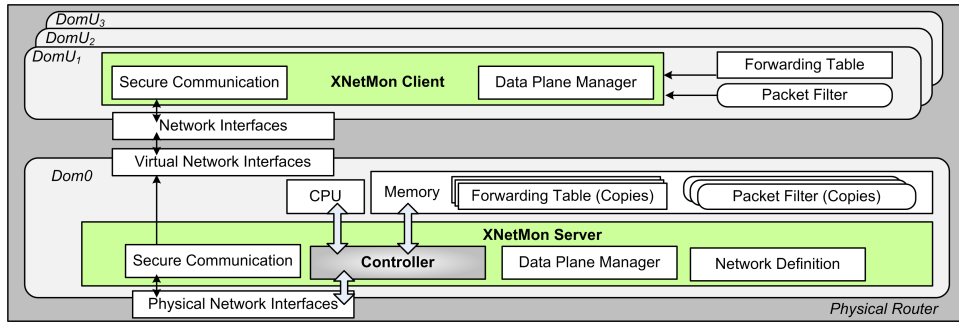 DomU3
DomU2
DomU1
Secure Communication
XNetMon Client
Data Plane Manager
Forwarding Table
Packet Filter
Network Interfaces
Virtual Network Interfaces
Dom0
CPU
Memory
Forwarding Table (Copies)
Packet Filter (Copies)
XNetMon Server
Secure Communication
Controller
Data Plane Manager
Network Definition
Physical Network Interfaces
Physical Router